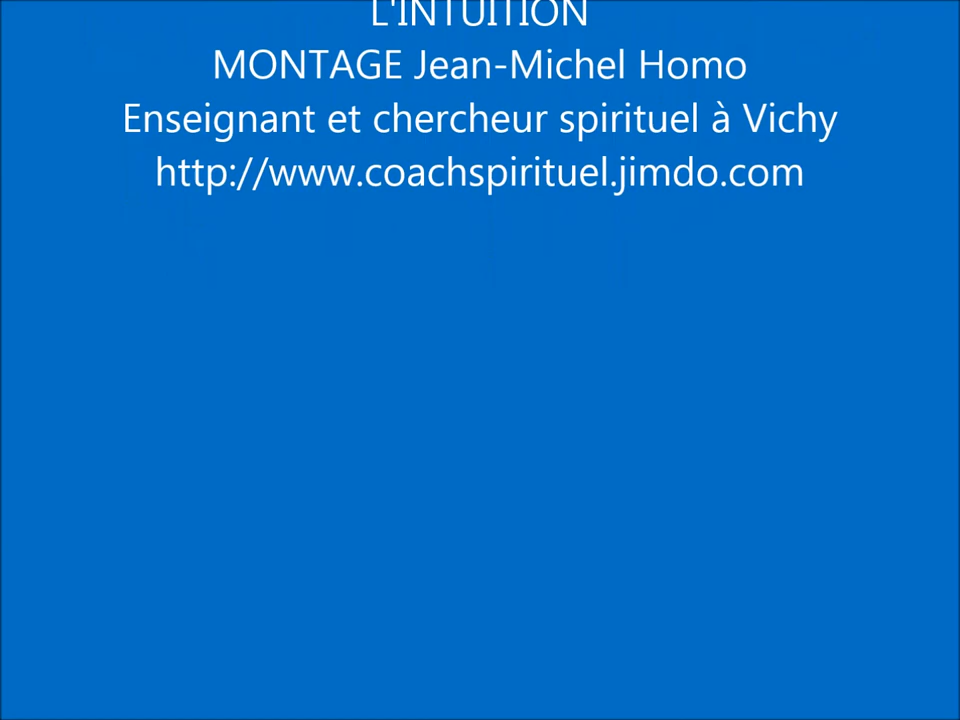 L'INTUITION
MONTAGE Jean-Michel Homo
Enseignant et chercheur spirituel à Vichy
http://www.coachspirituel.jimdo.com